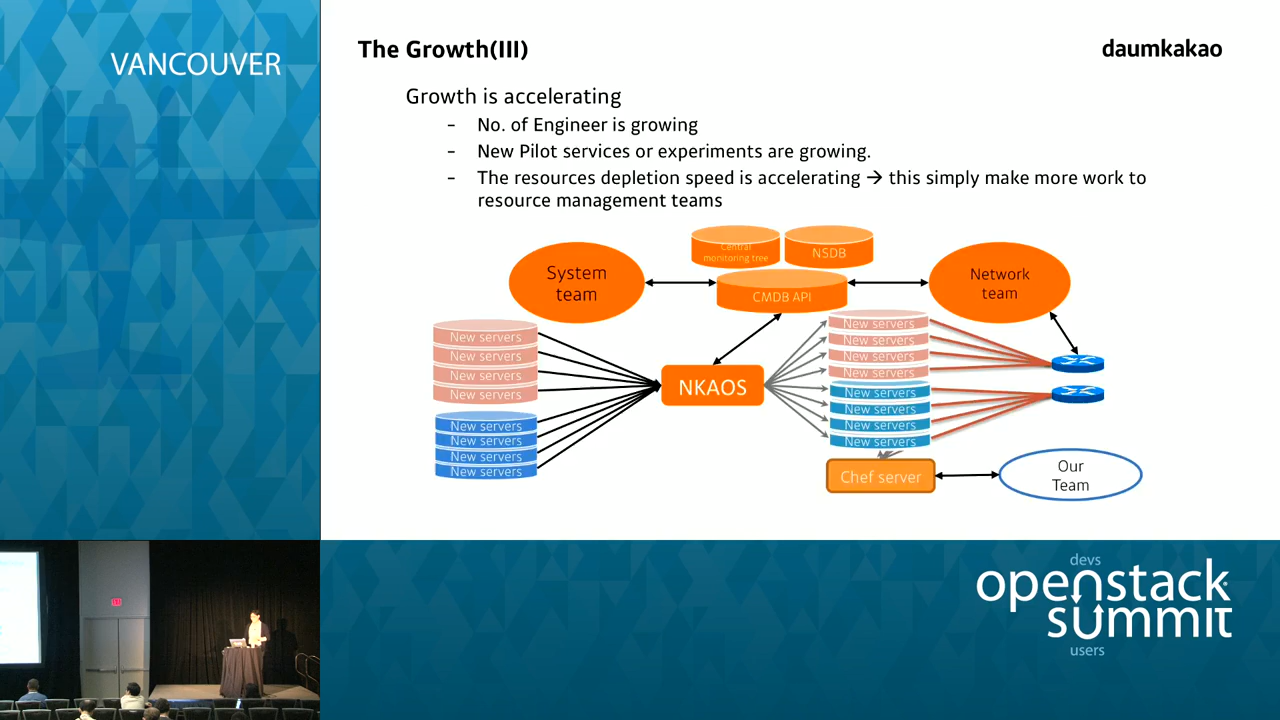 VANCOUVER
The Growth(III)
daumkakao
Growth is accelerating
- No. of Engineer is growing
- New Pilot services or experiments are growing.
- The resources depletion speed is accelerating → this simply make more work to
resource management teams
System
team
Central
monitoring tree
NSDB
CMDB API
Network
team
New servers
New servers
New servers
New servers
New servers
New servers
New servers
New servers
NKAOS
New servers
New servers
New servers
New servers
New servers
New servers
New servers
New servers
Chef server
Our
Team
devs
openstack
summit
users